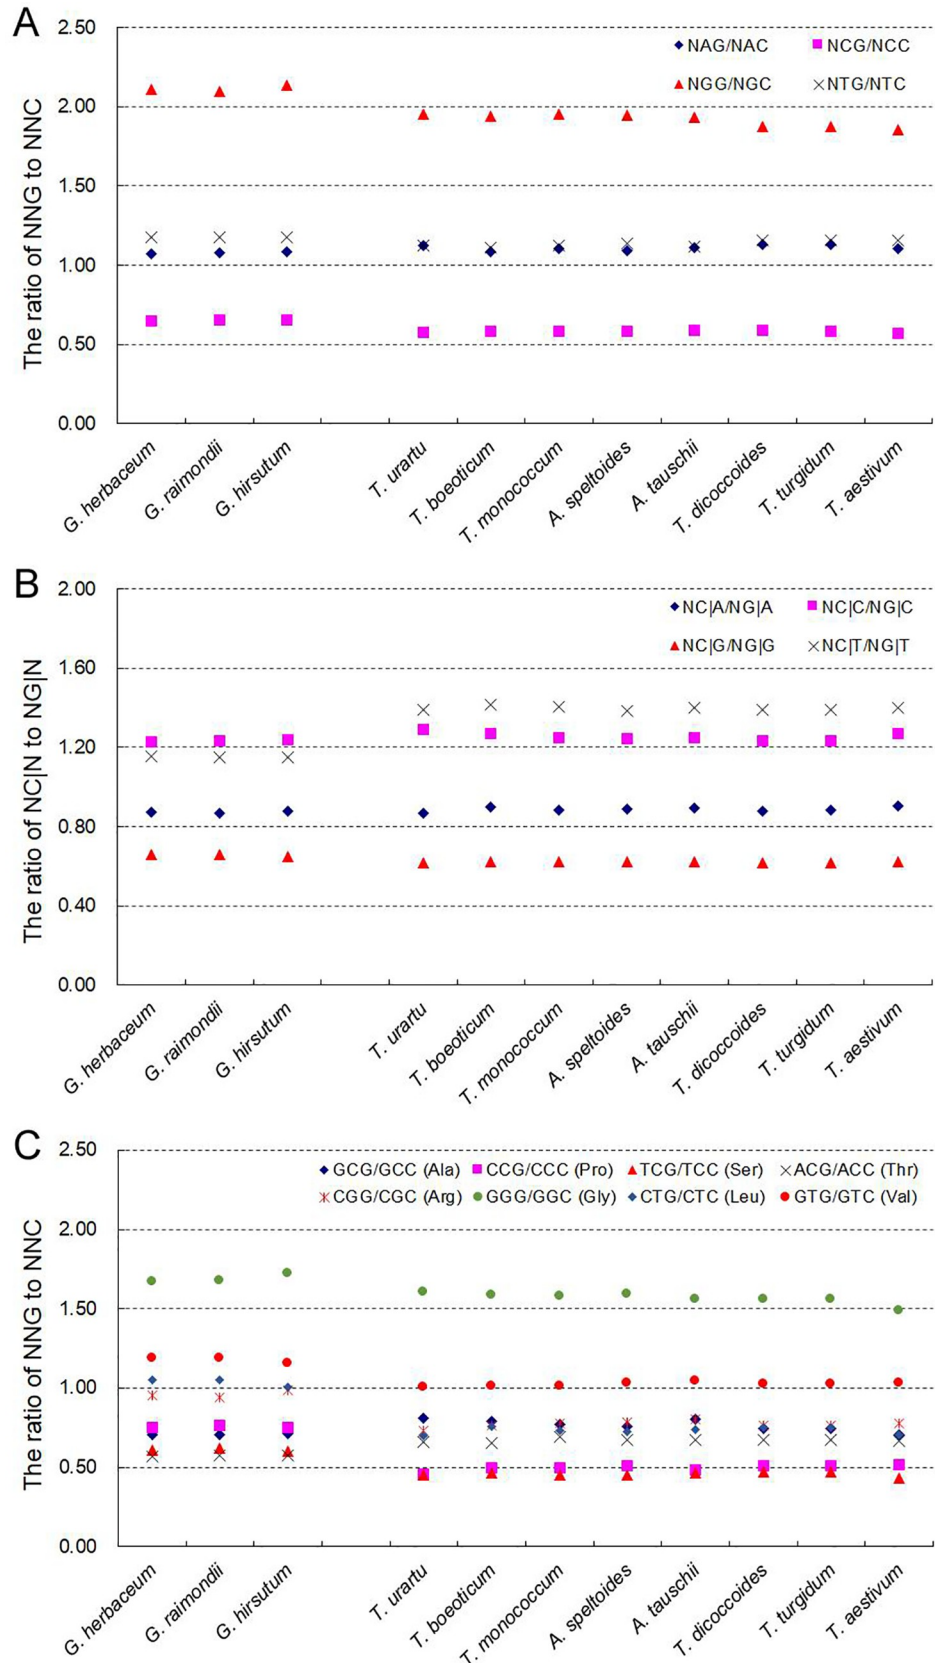 A
The ratio of NNG to NNC
2.50
2.00
1.50
1.00
0.50
0.00
NAG/NAC NCG/NCC
NGG/NGC NTG/NTC
G. herbaceum G. raimondii G. hirsutum T. urartu T. boeoticum T. monococcum A. speltoides A. tauschii T. dicoccoides T. turgidum T. aestivum
B
The ratio of NC|N to NG|N
2.00
1.60
1.20
0.80
0.40
0.00
NC|A/NG|A NC|C/NG|C
NC|G/NG|G NC|T/NG|T
G. herbaceum G. raimondii G. hirsutum T. urartu T. boeoticum T. monococcum A. speltoides A. tauschii T. dicoccoides T. turgidum T. aestivum
C
The ratio of NNG to NNC
2.50
2.00
1.50
1.00
0.50
0.00
GCG/GCC (Ala) CCG/CCC (Pro) TCG/TCC (Ser) ACG/ACC (Thr)
CGG/CGC (Arg) GGG/GGC (Gly) CTG/CTC (Leu) GTG/GTC (Val)
G. herbaceum G. raimondii G. hirsutum T. urartu T. boeoticum T. monococcum A. speltoides A. tauschii T. dicoccoides T. turgidum T. aestivum